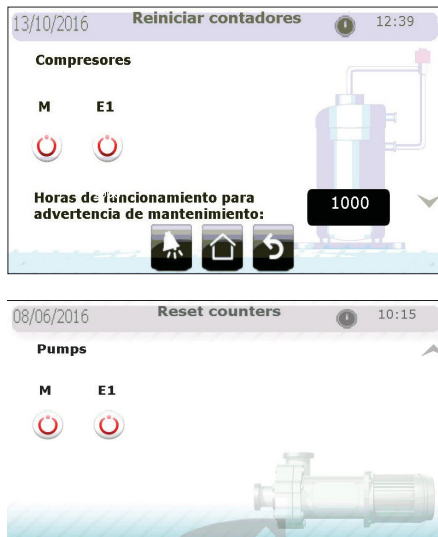 13/10/2016 Reiniciar contadores 12:39
Compresores
M E1
Horas de funcionamiento para
advertencia de mantenimiento:
1000
08/06/2016 Reset counters 10:15
Pumps
M E1